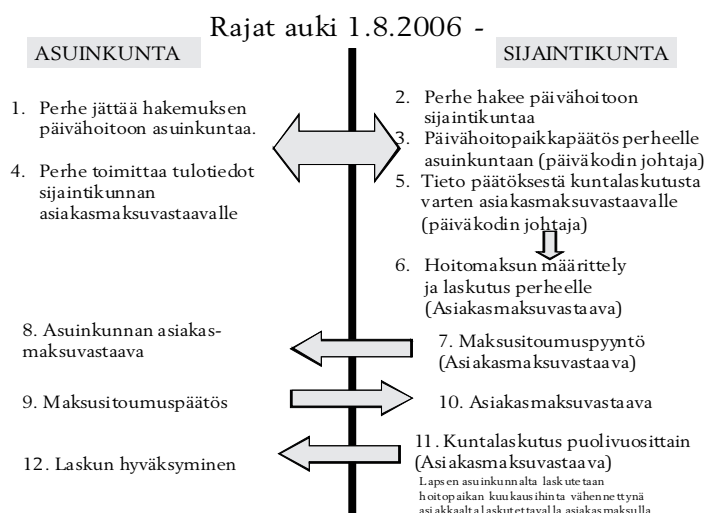 Rajat auki 1.8.2006 -
ASUINKUNTA
SIJAINTIKUNTA
1. Perhe jättää hakemuksen
päivähoitoon asuinkuntaa.
4. Perhe toimittaa tulotiedot
sijaintikunnan
asiakasmaksuvastaavalle
2. Perhe hakee päivähoitoon
sijaintikuntaa
3. Päivähoitopaikkapäätös perheelle
asuinkuntaan (päiväkodin johtaja)
5. Tieto päätöksestä kuntalaskutusta
varten asiakasmaksuvastaavalle
(päiväkodin johtaja)
6. Hoitomaksun määrittely
ja laskutus perheelle
(Asiakasmaksuvastaava)
8. Asuinkunnan asiakas-
maksuvastaava
7. Maksusitoumuspyyntö
(Asiakasmaksuvastaava)
9. Maksusitoumuspäätös
10. Asiakasmaksuvastaava
12. Laskun hyväksyminen
11. Kuntalaskutus puolivuosittain
(Asiakasmaksuvastaava)
Lapsen asuinkunnalta laskutetaan
hoitopaikan kuukausihinta vähennettynä
asiakkaalta laskutettavalla asiakasmaksulla